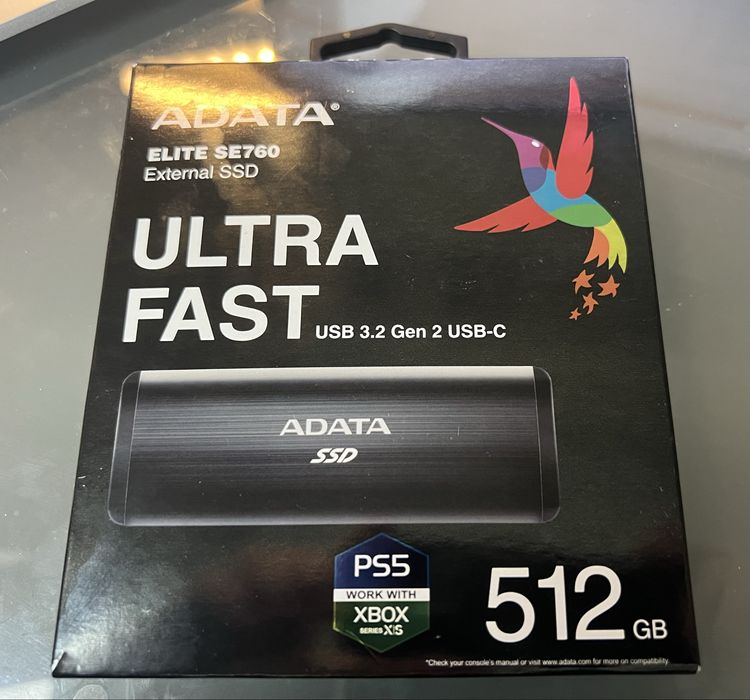 ADATA®
ELITE SE760
External SSD
ULTRA
FAST USB 3.2 Gen 2 USB-C
ADATA
SSD
PS5
WORK WITH
XBOX
SERIES X|S
512 GB
*Check your console's manual or visit www.adata.com for more on compatibility.